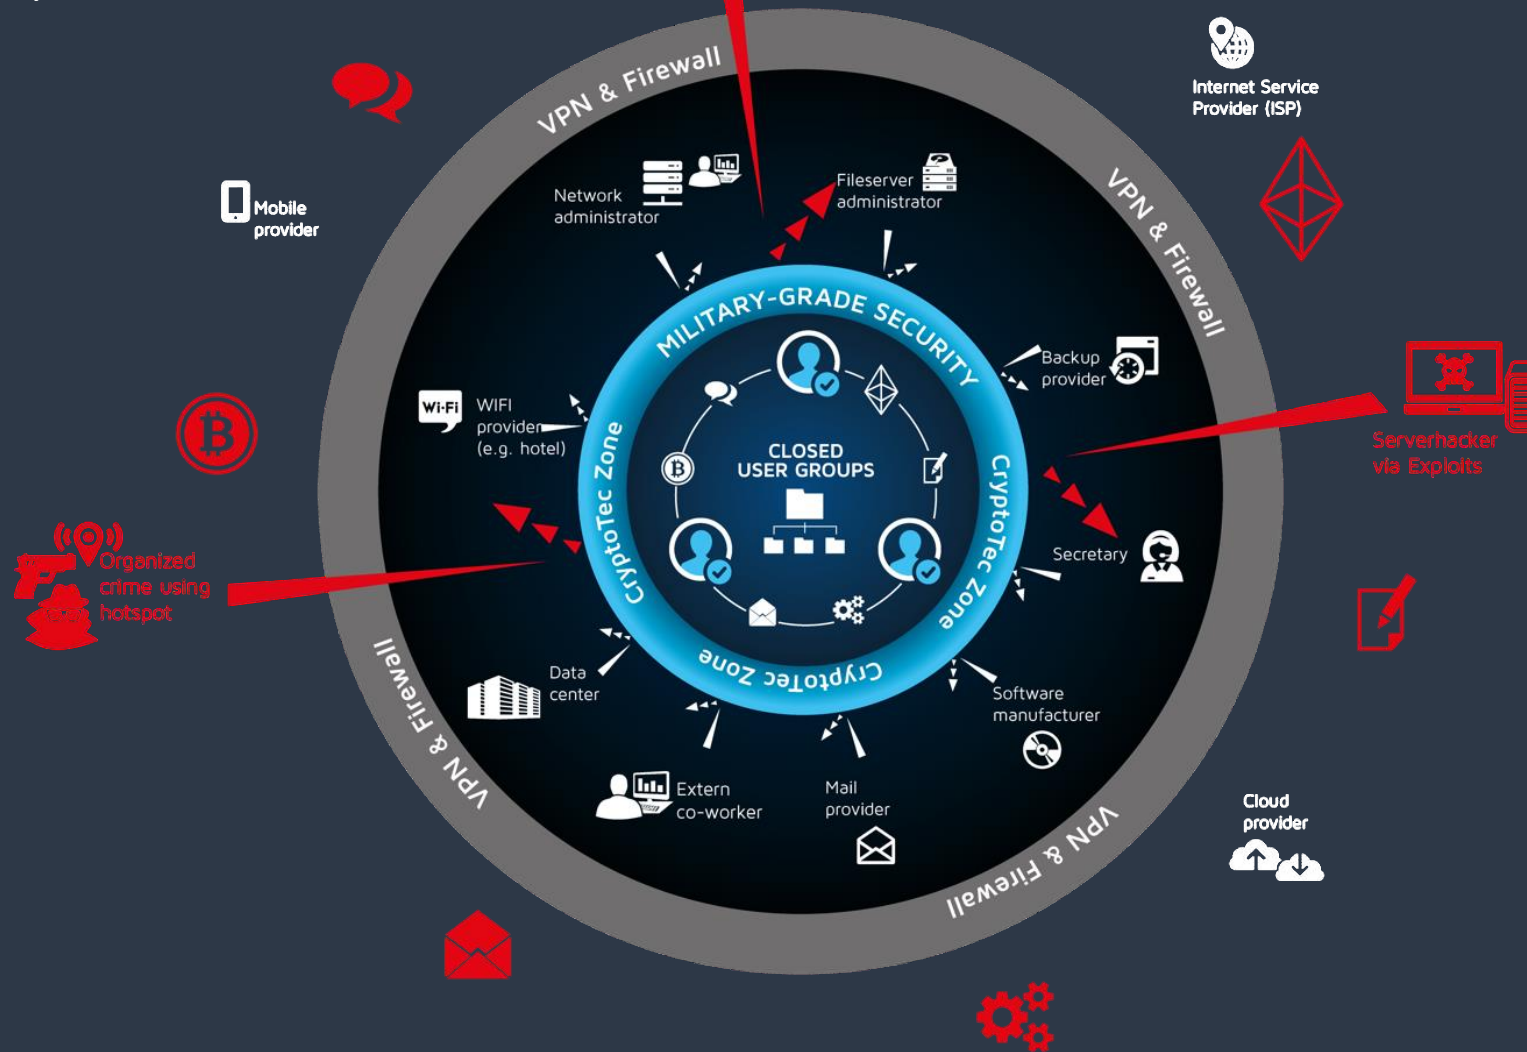 VPN & Firewall
Internet Service
Provider (ISP)
Mobile
provider
Network
administrator
Fileserver
administrator
VPN & Firewall
MILITARY-GRADE SECURITY
Backup
provider
Wi-Fi
WIFI
provider
(e.g. hotel)
CLOSED
USER GROUPS
Serverhacker
via Exploits
CryptoTec Zone
CryptoTec Zone
CryptoTec Zone
Organized
crime using
hotspot
Secretary
Data
center
Software
manufacturer
VPN & Firewall
Extern
co-worker
Mail
provider
Cloud
provider
VPN & Firewall